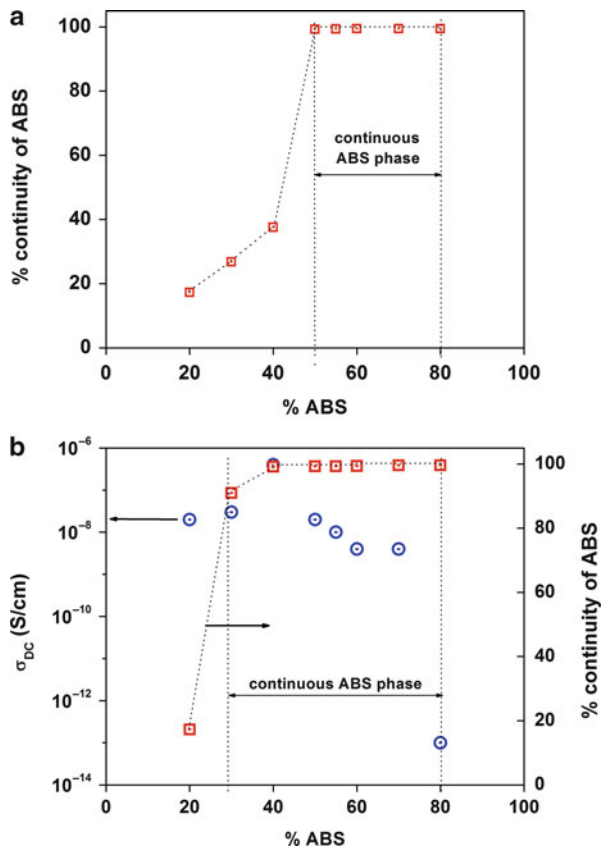 a
100
80
60
40
20
0
% continuity of ABS
continuous
ABS phase
0 20 40 60 80 100
% ABS
b
10⁻⁶
10⁻⁸
10⁻¹⁰
10⁻¹²
10⁻¹⁴
σDC (S/cm)
100
80
60
40
20
0
% continuity of ABS
continuous ABS phase
0 20 40 60 80 100
% ABS